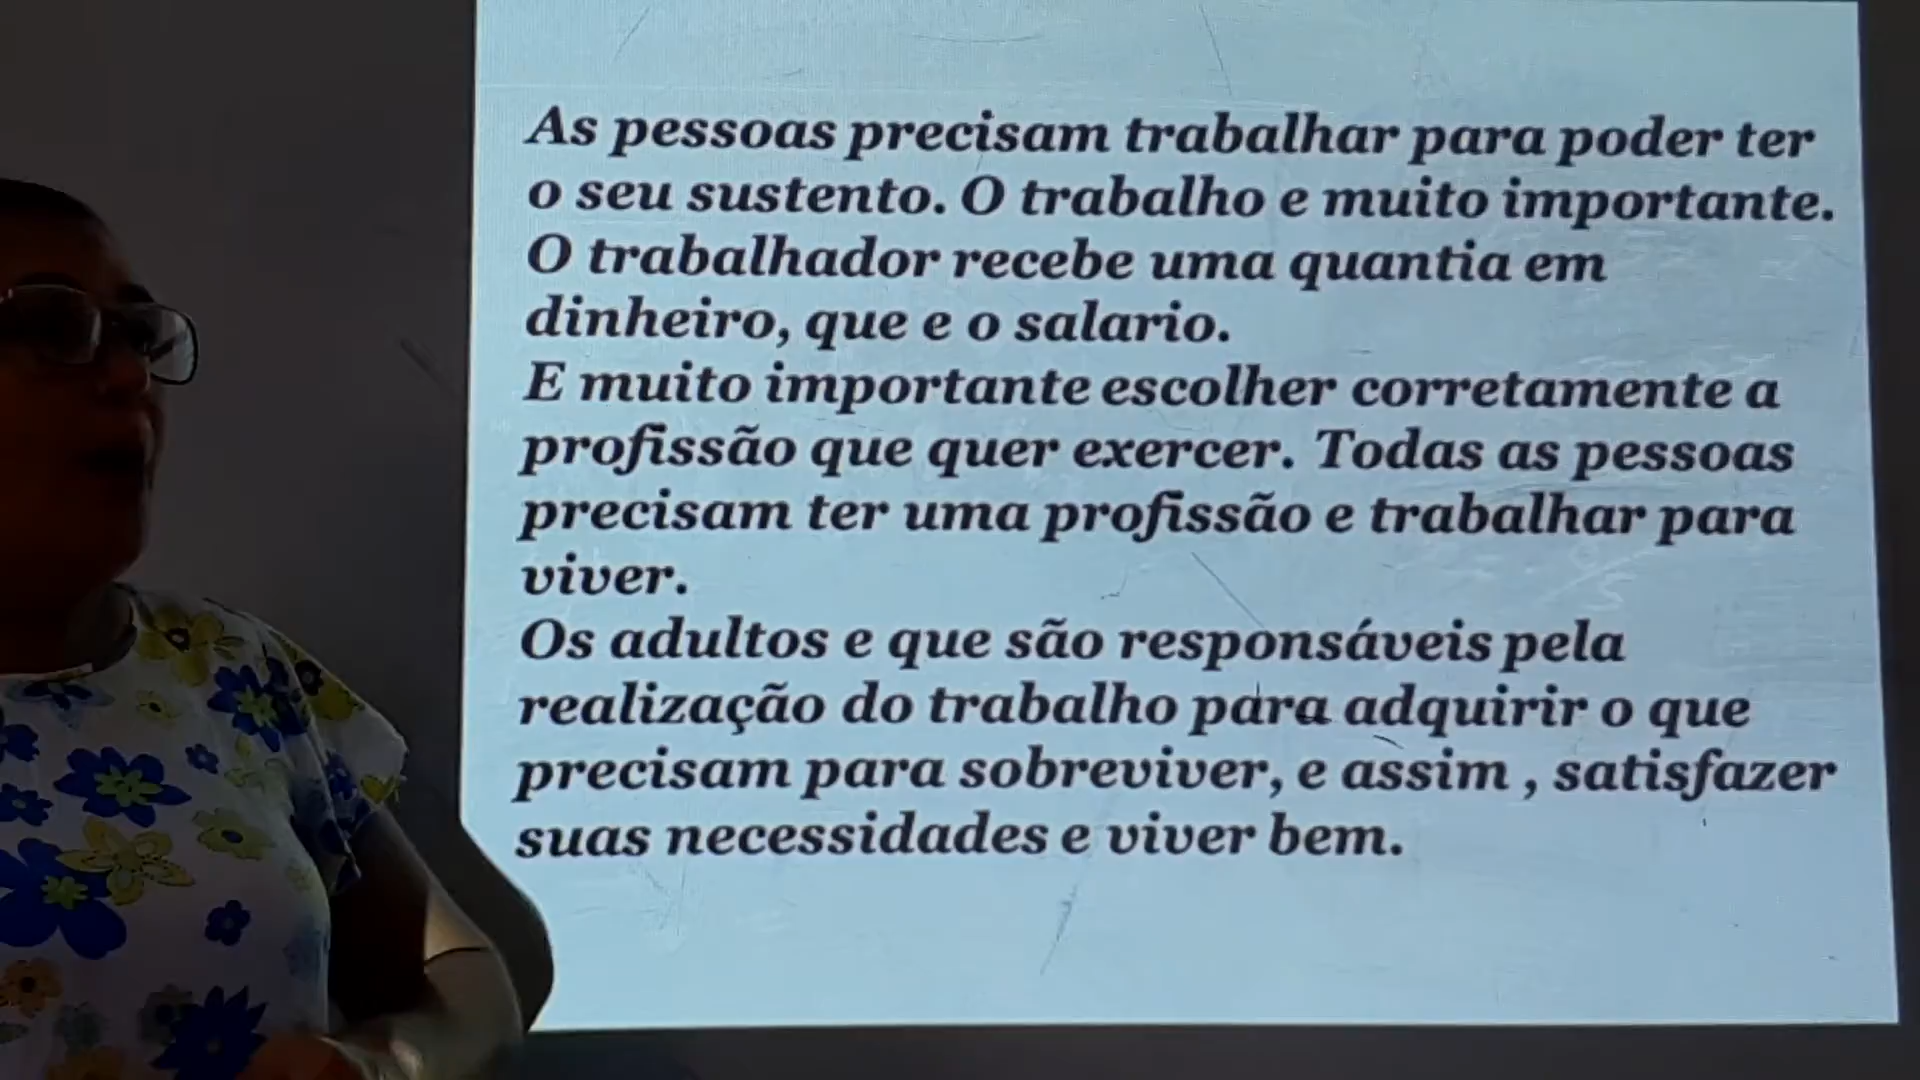 As pessoas precisam trabalhar para poder ter
o seu sustento. O trabalho e muito importante.
O trabalhador recebe uma quantia em
dinheiro, que e o salario.
E muito importante escolher corretamente a
profissão que quer exercer. Todas as pessoas
precisam ter uma profissão e trabalhar para
viver.
Os adultos e que são responsáveis pela
realização do trabalho para adquirir o que
precisam para sobreviver, e assim , satisfazer
suas necessidades e viver bem.